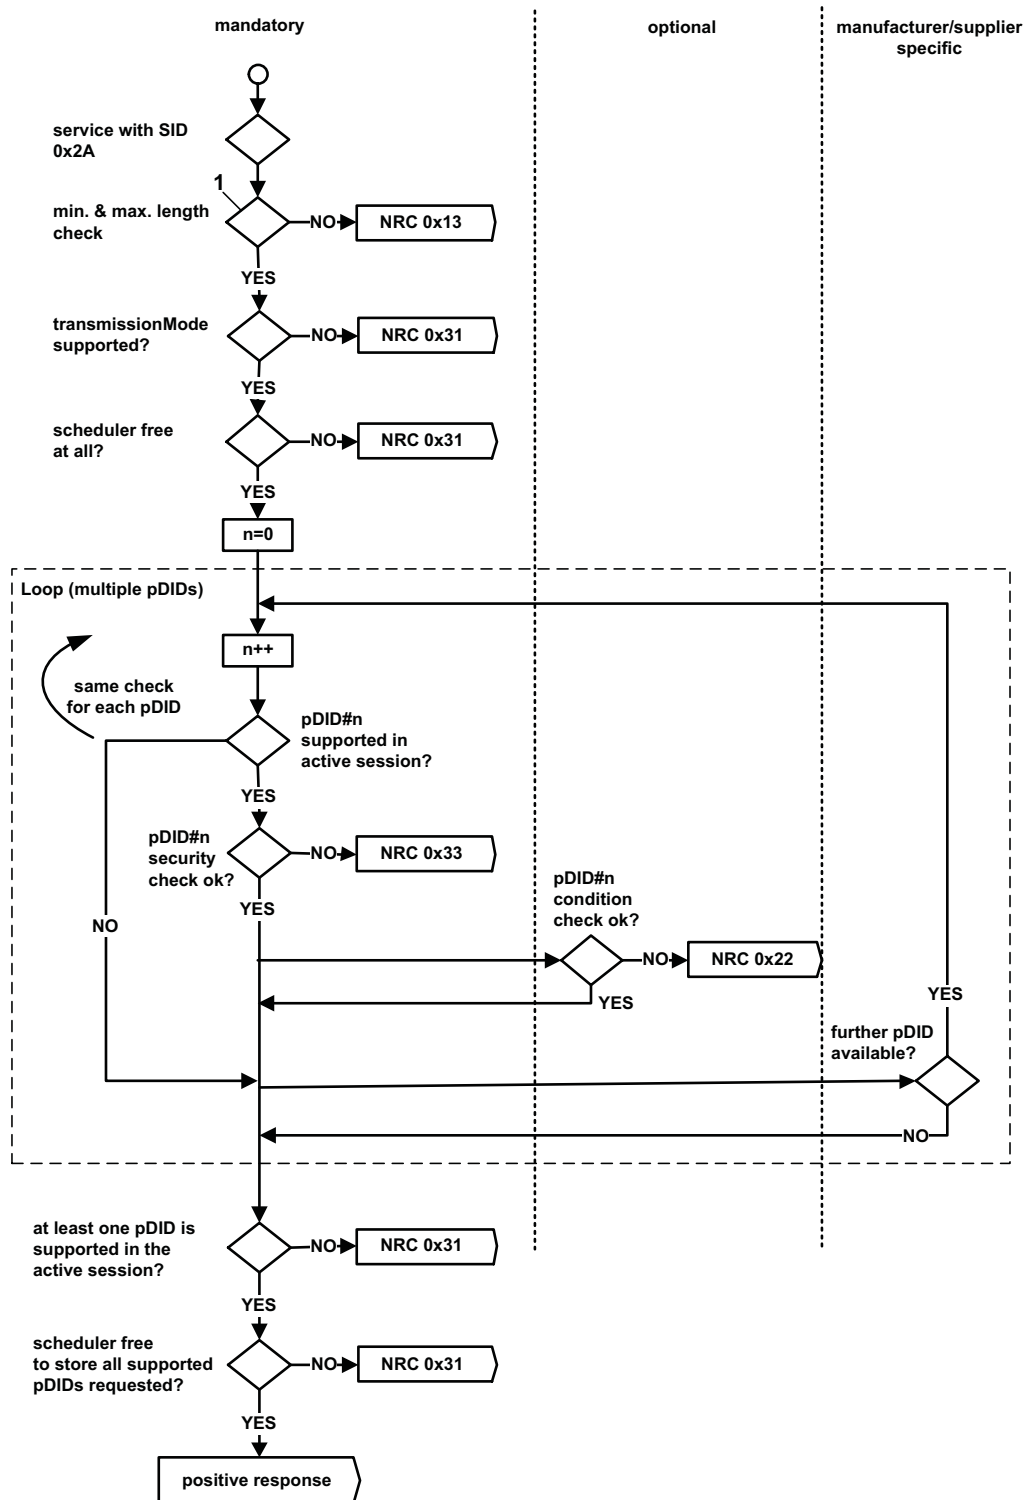 mandatory
optional
manufacturer/supplier
specific
service with SID
0x2A
1
min. & max. length
check
NO
NRC 0x13
YES
transmissionMode
supported?
NO
NRC 0x31
YES
scheduler free
at all?
NO
NRC 0x31
YES
n=0
Loop (multiple pDIDs)
n++
same check
for each pDID
pDID#n
supported in
active session?
YES
pDID#n
security
check ok?
NO
NRC 0x33
YES
NO
pDID#n
condition
check ok?
NO
NRC 0x22
YES
YES
further pDID
available?
NO
at least one pDID is
supported in the
active session?
NO
NRC 0x31
YES
scheduler free
to store all supported
pDIDs requested?
NO
NRC 0x31
YES
positive response